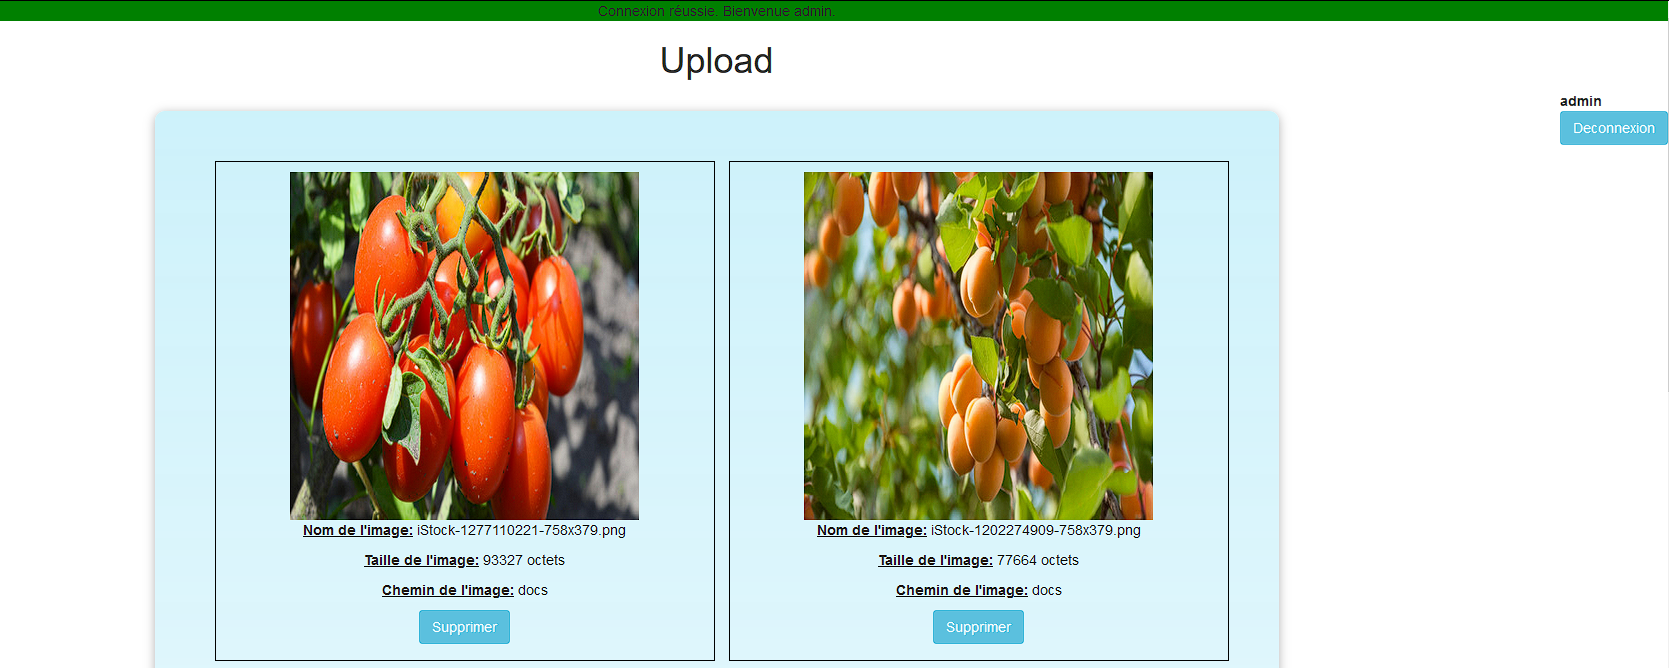 Connexion réussie. Bienvenue admin.
Upload
admin
Deconnexion
Nom de l'image: iStock-1277110221-758x379.png
Taille de l'image: 93327 octets
Chemin de l'image: docs
Supprimer
Nom de l'image: iStock-1202274909-758x379.png
Taille de l'image: 77664 octets
Chemin de l'image: docs
Supprimer